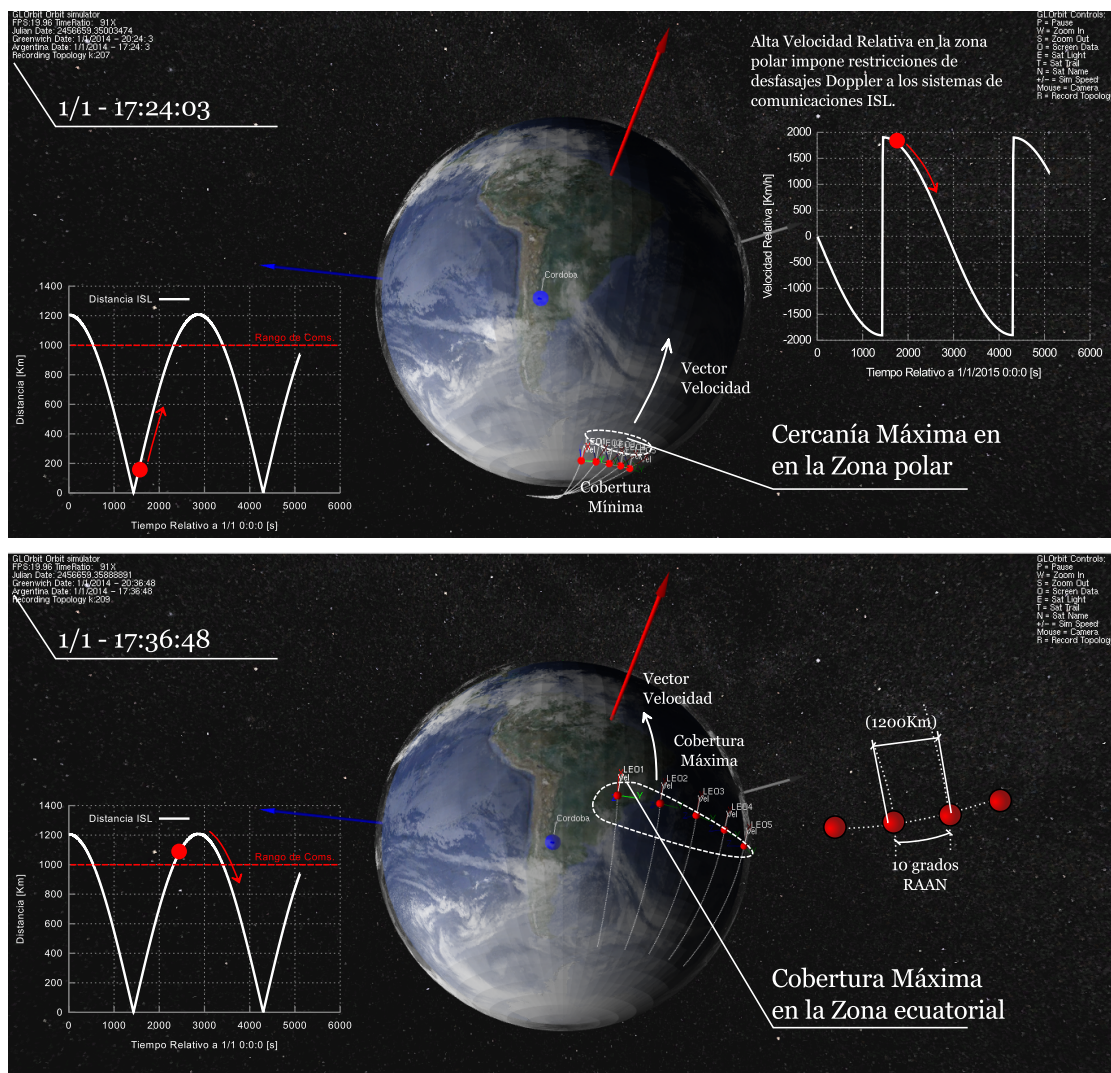 GLOrbit Orbit simulator
FPS:19.96 TimeRatio: 91X
Julian Date: 2456659.35003474
Greenwich Date: 1/1/2014 - 20:24: 3
Argentina Date: 1/1/2014 - 17:24: 3
Recording Topology k:207
1/1 - 17:24:03
GLOrbit Controls:
P = Pause
W = Zoom In
S = Zoom Out
O = Screen Data
E = Sat Light
T = Sat Trail
N = Sat Name
+/- = Sim Speed
Mouse = Camera
R = Record Topolog
Alta Velocidad Relativa en la zona
polar impone restricciones de
desfasajes Doppler a los sistemas de
comunicaciones ISL.
2000
1500
1000
500
0
-500
-1000
-1500
-2000
Velocidad Relativa [Km/h]
0 1000 2000 3000 4000 5000 6000
Tiempo Relativo a 1/1/2015 0:0:0 [s]
Cordoba
Distancia ISL
Rango de Coms.
1400
1200
1000
800
600
400
200
0
Distancia [Km]
0 1000 2000 3000 4000 5000 6000
Tiempo Relativo a 1/1 0:0:0 [s]
Vector
Velocidad
LEO1
Vel
Cobertura
Mínima
Cercanía Máxima en
en la Zona polar
GLOrbit Orbit simulator
FPS:19.96 TimeRatio: 91X
Julian Date: 2456659.35888891
Greenwich Date: 1/1/2014 - 20:36:48
Argentina Date: 1/1/2014 - 17:36:48
Recording Topology k:209
1/1 - 17:36:48
GLOrbit Controls:
P = Pause
W = Zoom In
S = Zoom Out
O = Screen Data
E = Sat Light
T = Sat Trail
N = Sat Name
+/- = Sim Speed
Mouse = Camera
R = Record Topolog
Vector
Velocidad
Cobertura
Máxima
LEO1
Vel
LEO2
Vel
LEO3
Vel
LEO4
Vel
LEO5
Vel
Cordoba
(1200Km)
10 grados
RAAN
Distancia ISL
Rango de Coms.
1400
1200
1000
800
600
400
200
0
Distancia [Km]
0 1000 2000 3000 4000 5000 6000
Tiempo Relativo a 1/1 0:0:0 [s]
Cobertura Máxima
en la Zona ecuatorial